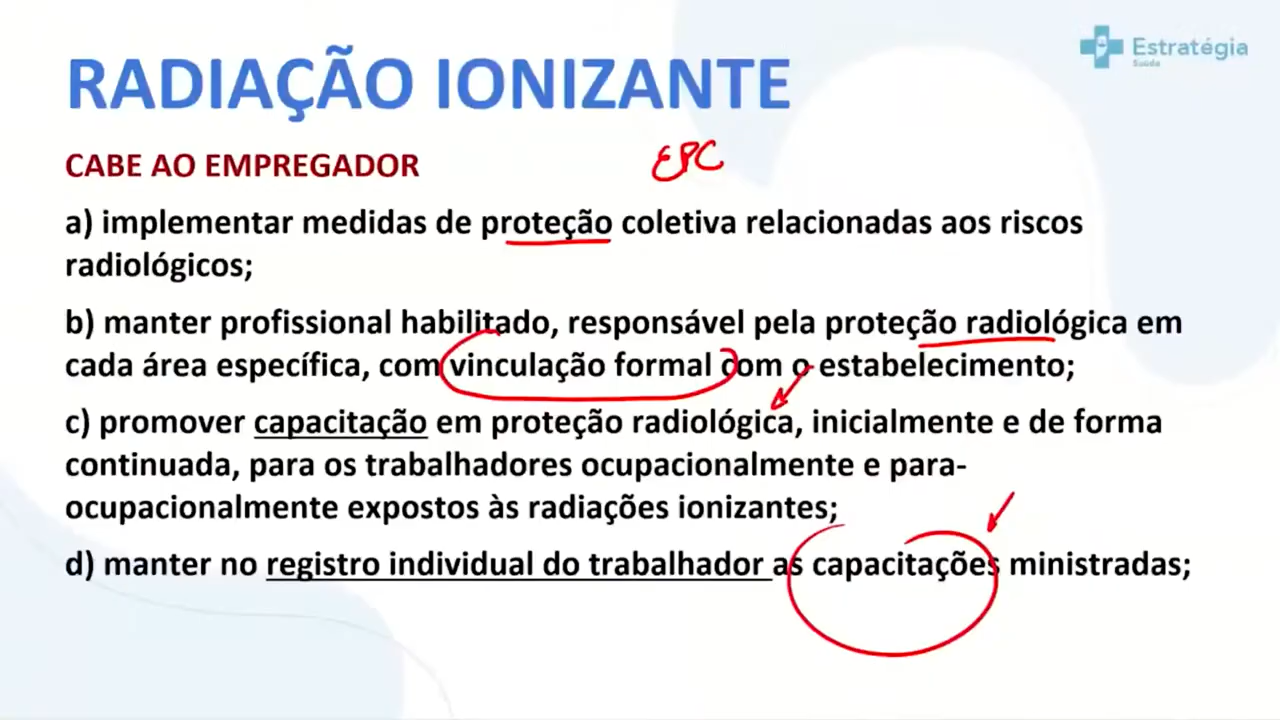 Estratégia
Saúde
RADIAÇÃO IONIZANTE
CABE AO EMPREGADOR
EPC
a) implementar medidas de proteção coletiva relacionadas aos riscos
radiológicos;
b) manter profissional habilitado, responsável pela proteção radiológica em
cada área específica, com vinculação formal com o estabelecimento;
c) promover capacitação em proteção radiológica, inicialmente e de forma
continuada, para os trabalhadores ocupacionalmente e para-
ocupacionalmente expostos às radiações ionizantes;
d) manter no registro individual do trabalhador as capacitações ministradas;